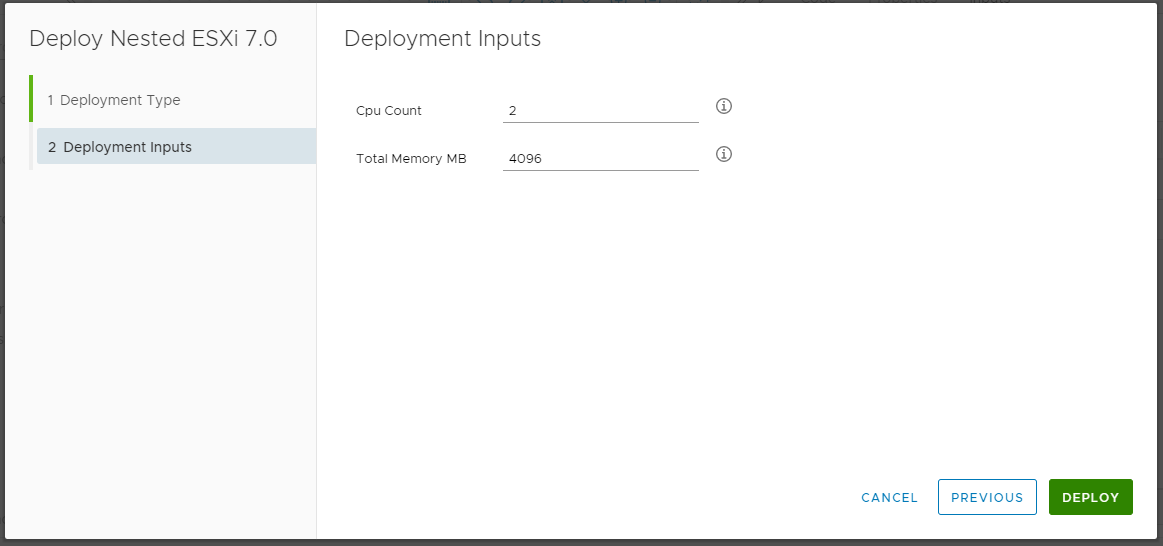 Deploy Nested ESXi 7.0
1 Deployment Type
2 Deployment Inputs
Deployment Inputs
Cpu Count 2
Total Memory MB 4096
CANCEL PREVIOUS DEPLOY